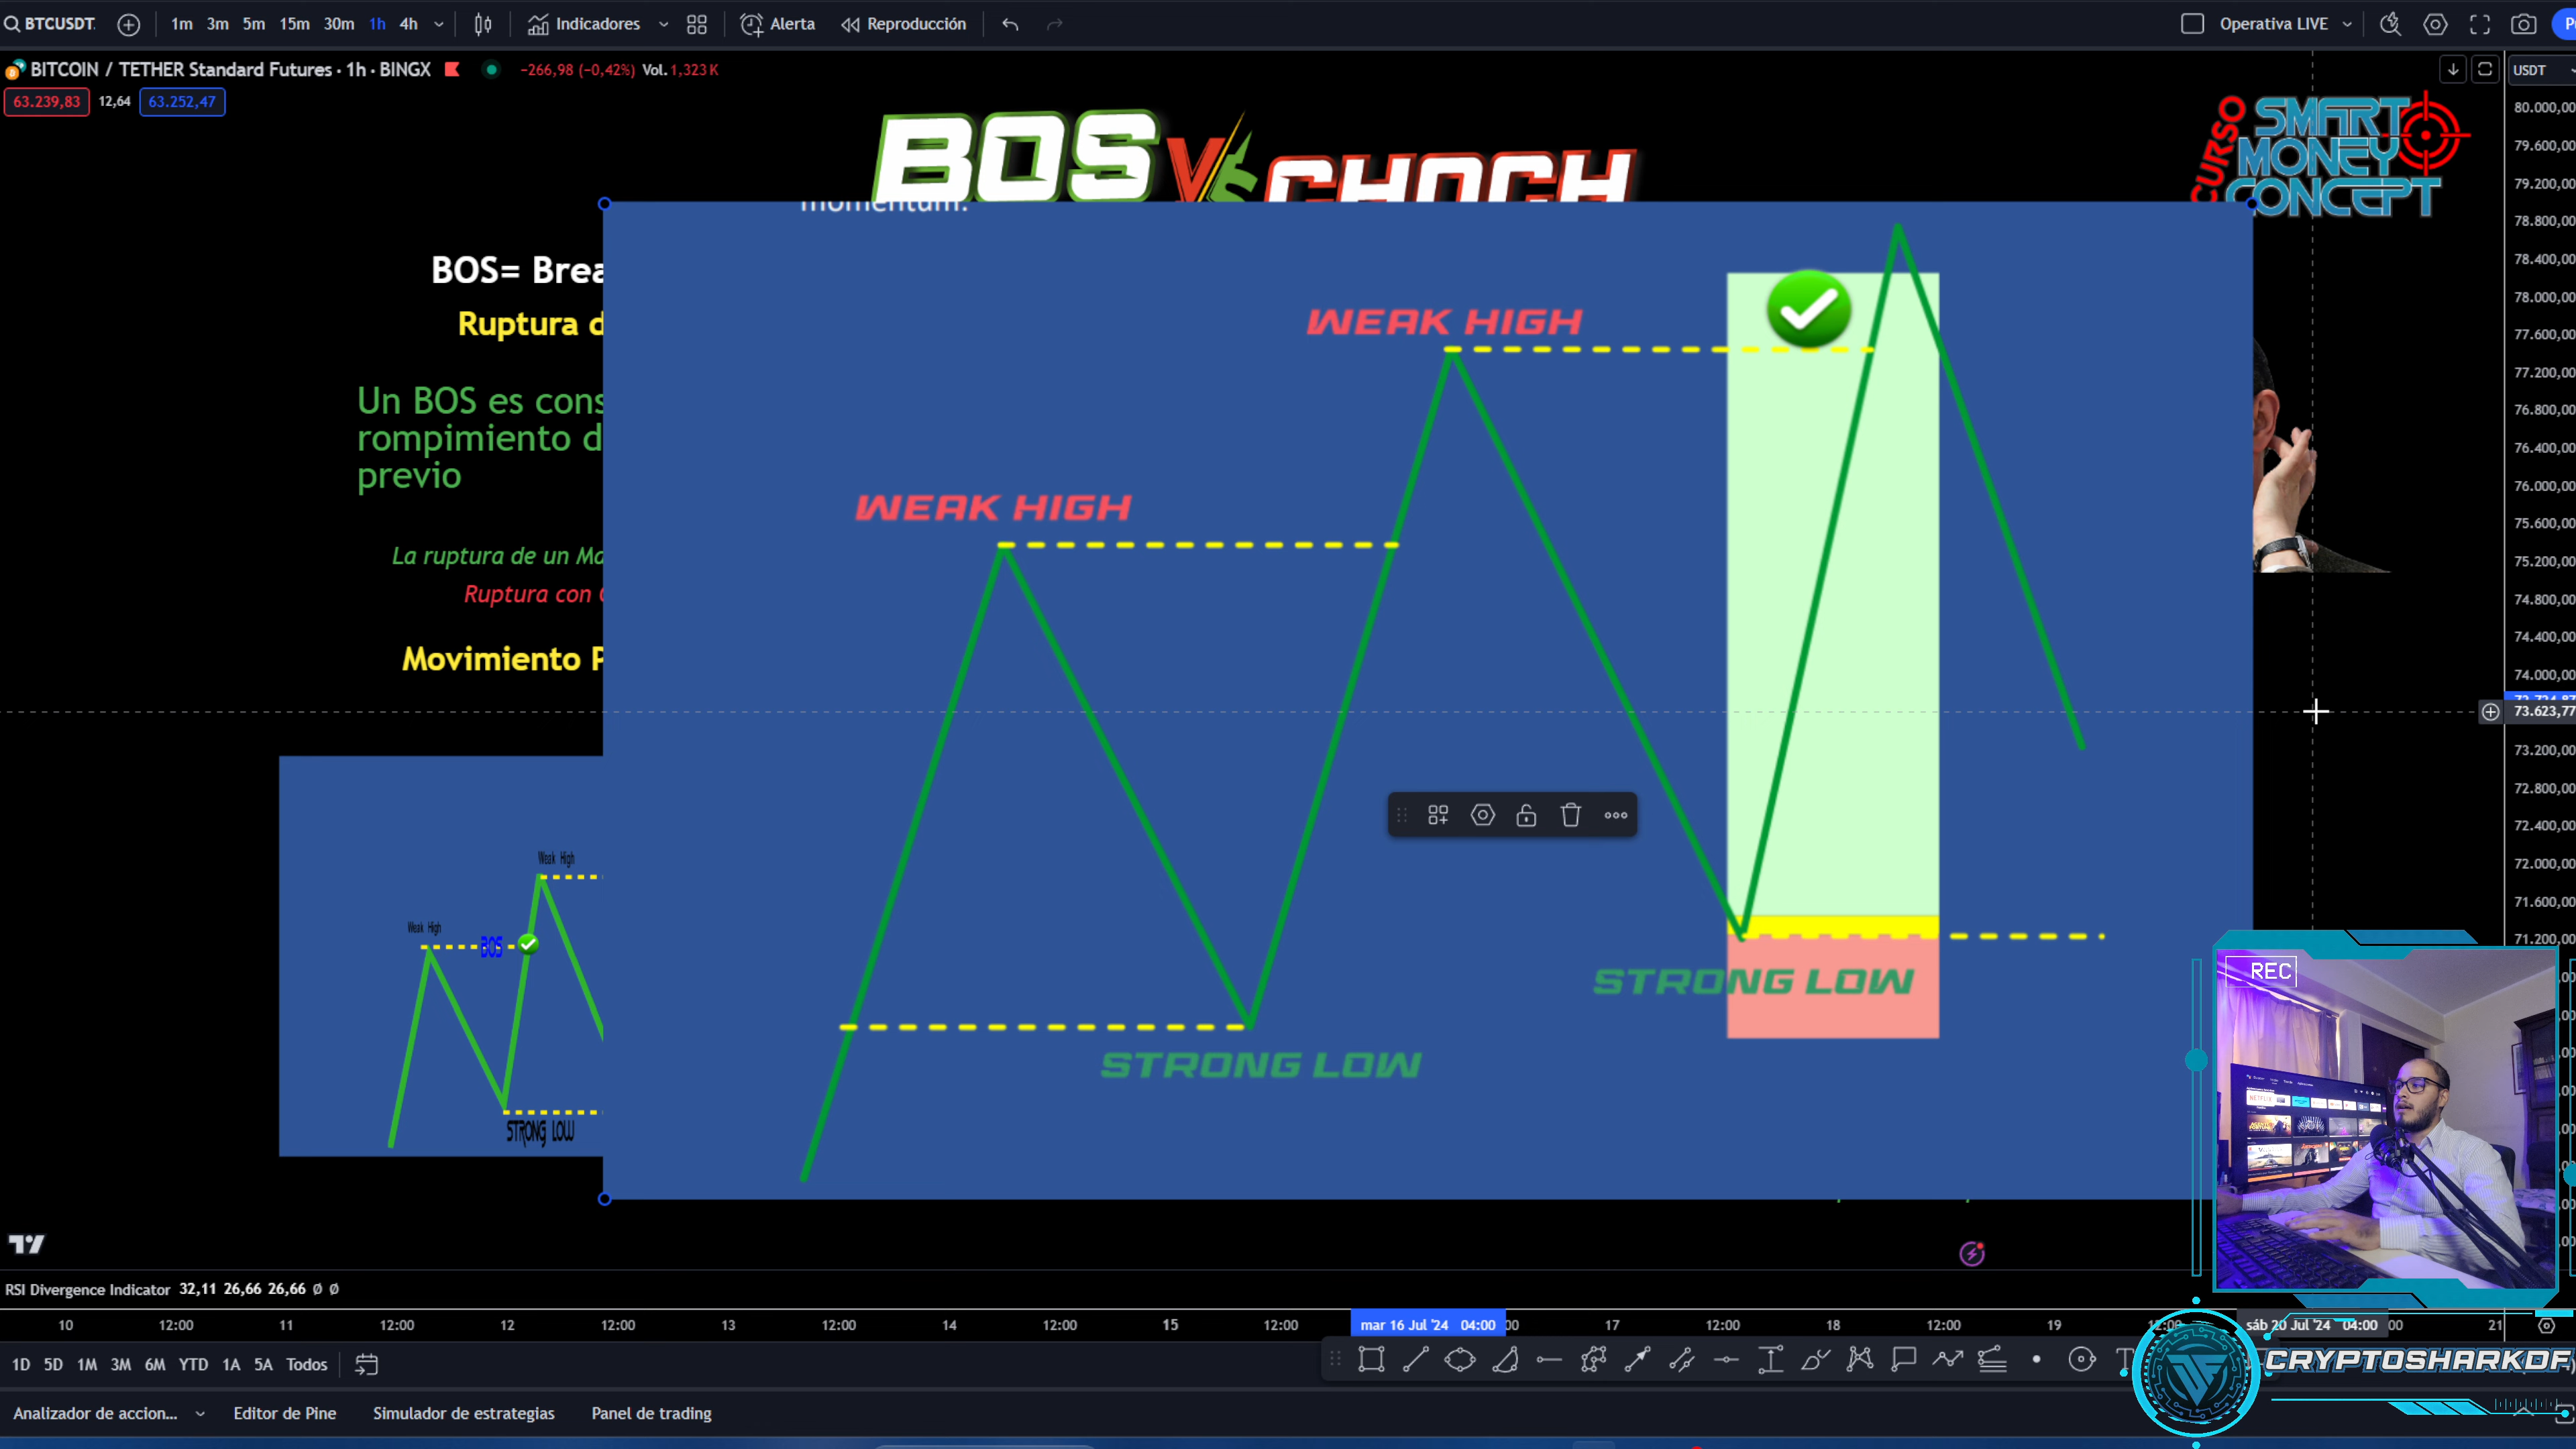 BTCUSDT
1m 3m 5m 15m 30m 1h 4h
Indicadores
Alerta
Reproducción
Operativa LIVE
BITCOIN / TETHER Standard Futures · 1h · BINGX
−266,98 (−0,42%) Vol. 1,323 K
63.239,83 12,64 63.252,47
USDT
BOS VS CHOCH
CURSO
SMART
MONEY
CONCEPT
momentum.
BOS= Brea
Ruptura d
Un BOS es cons
rompimiento d
previo
La ruptura de un Ma
Ruptura con
Movimiento P
WEAK HIGH
WEAK HIGH
STRONG LOW
STRONG LOW
Weak High
Weak High
BOS
STRONG LOW
80.000,00
79.600,00
79.200,00
78.800,00
78.400,00
78.000,00
77.600,00
77.200,00
76.800,00
76.400,00
76.000,00
75.600,00
75.200,00
74.800,00
74.400,00
74.000,00
73.623,77
73.200,00
72.800,00
72.400,00
72.000,00
71.600,00
71.200,00
REC
RSI Divergence Indicator 32,11 26,66 26,66 ∅ ∅
10 12:00 11 12:00 12 12:00 13 12:00 14 12:00 15 12:00 mar 16 Jul '24 04:00 17 12:00 18 12:00 19 12:00 sáb 20 Jul '24 04:00 21
1D 5D 1M 3M 6M YTD 1A 5A Todos
CRYPTOSHARKDF
Analizador de accion... Editor de Pine Simulador de estrategias Panel de trading